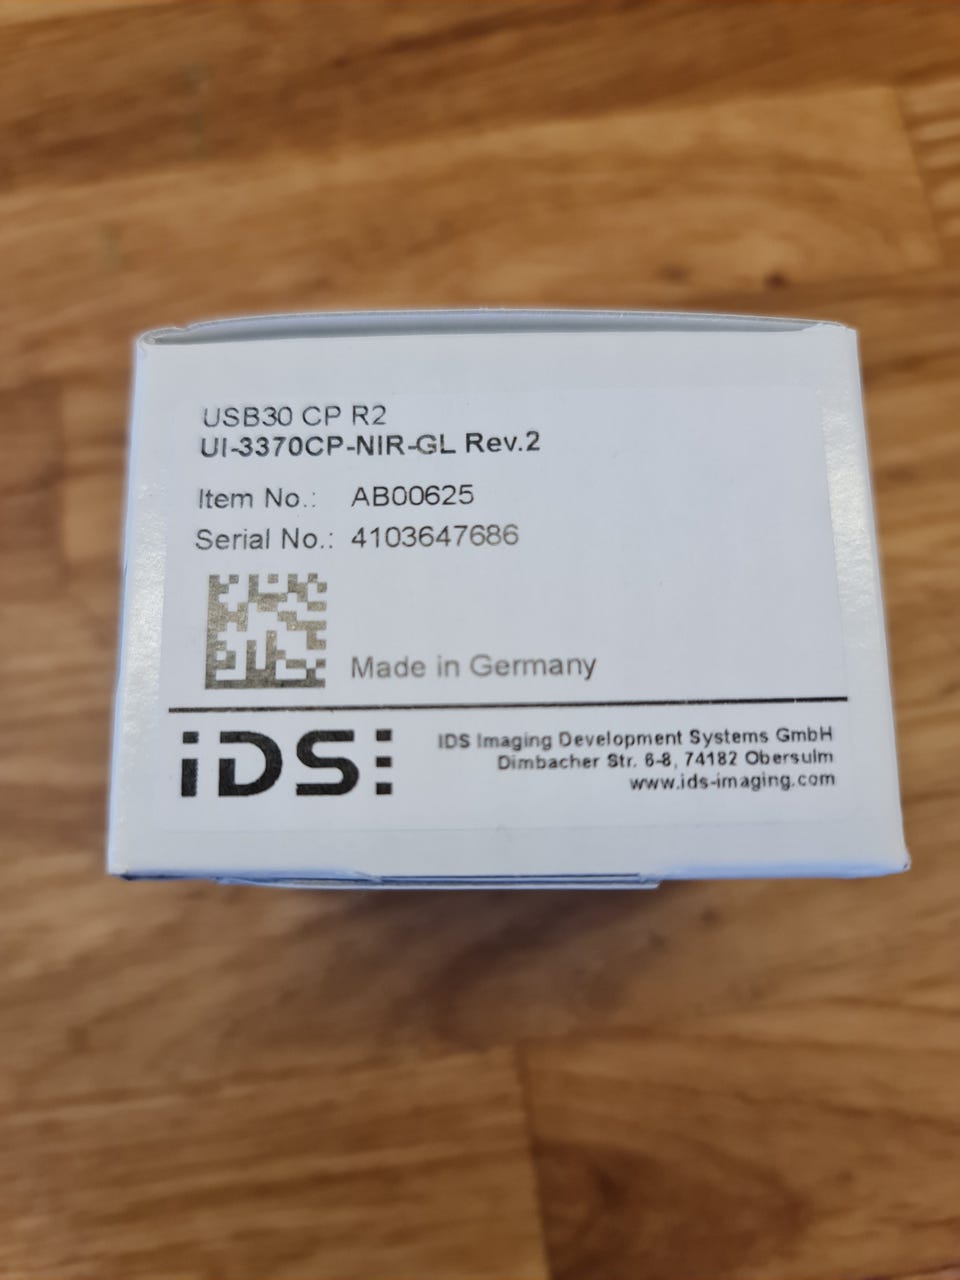 USB30 CP R2
UI-3370CP-NIR-GL Rev.2
Item No.: AB00625
Serial No.: 4103647686
Made in Germany
iDS
IDS Imaging Development Systems GmbH
Dimbacher Str. 6-8, 74182 Obersulm
www.ids-imaging.com